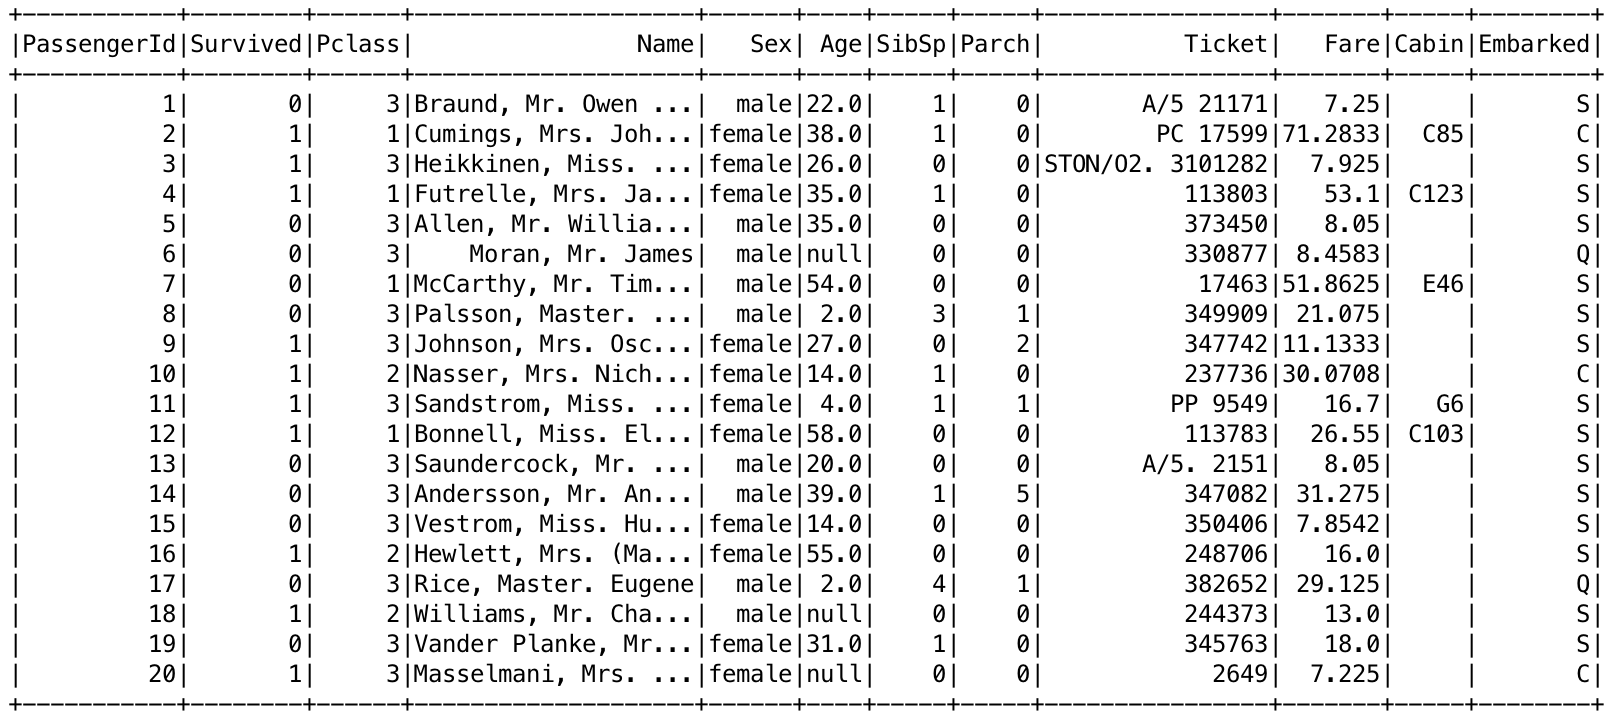 +-----------+--------+------+--------------------+------+----+-----+-----+----------------+-------+-----+--------+
|PassengerId|Survived|Pclass|                Name|   Sex| Age|SibSp|Parch|          Ticket|   Fare|Cabin|Embarked|
+-----------+--------+------+--------------------+------+----+-----+-----+----------------+-------+-----+--------+
|          1|       0|     3|Braund, Mr. Owen ...|  male|22.0|    1|    0|       A/5 21171|   7.25|     |       S|
|          2|       1|     1|Cumings, Mrs. Joh...|female|38.0|    1|    0|        PC 17599|71.2833|  C85|       C|
|          3|       1|     3|Heikkinen, Miss. ...|female|26.0|    0|    0|STON/O2. 3101282|  7.925|     |       S|
|          4|       1|     1|Futrelle, Mrs. Ja...|female|35.0|    1|    0|          113803|   53.1| C123|       S|
|          5|       0|     3|Allen, Mr. Willia...|  male|35.0|    0|    0|          373450|   8.05|     |       S|
|          6|       0|     3|    Moran, Mr. James|  male|null|    0|    0|          330877| 8.4583|     |       Q|
|          7|       0|     1|McCarthy, Mr. Tim...|  male|54.0|    0|    0|           17463|51.8625|  E46|       S|
|          8|       0|     3|Palsson, Master. ...|  male| 2.0|    3|    1|          349909| 21.075|     |       S|
|          9|       1|     3|Johnson, Mrs. Osc...|female|27.0|    0|    2|          347742|11.1333|     |       S|
|         10|       1|     2|Nasser, Mrs. Nich...|female|14.0|    1|    0|          237736|30.0708|     |       C|
|         11|       1|     3|Sandstrom, Miss. ...|female| 4.0|    1|    1|         PP 9549|   16.7|   G6|       S|
|         12|       1|     1|Bonnell, Miss. El...|female|58.0|    0|    0|          113783|  26.55| C103|       S|
|         13|       0|     3|Saundercock, Mr. ...|  male|20.0|    0|    0|       A/5. 2151|   8.05|     |       S|
|         14|       0|     3|Andersson, Mr. An...|  male|39.0|    1|    5|          347082| 31.275|     |       S|
|         15|       0|     3|Vestrom, Miss. Hu...|female|14.0|    0|    0|          350406| 7.8542|     |       S|
|         16|       1|     2|Hewlett, Mrs. (Ma...|female|55.0|    0|    0|          248706|   16.0|     |       S|
|         17|       0|     3|Rice, Master. Eugene|  male| 2.0|    4|    1|          382652| 29.125|     |       Q|
|         18|       1|     2|Williams, Mr. Cha...|  male|null|    0|    0|          244373|   13.0|     |       S|
|         19|       0|     3|Vander Planke, Mr...|female|31.0|    1|    0|          345763|   18.0|     |       S|
|         20|       1|     3|Masselmani, Mrs. ...|female|null|    0|    0|            2649|  7.225|     |       C|
+-----------+--------+------+--------------------+------+----+-----+-----+----------------+-------+-----+--------+